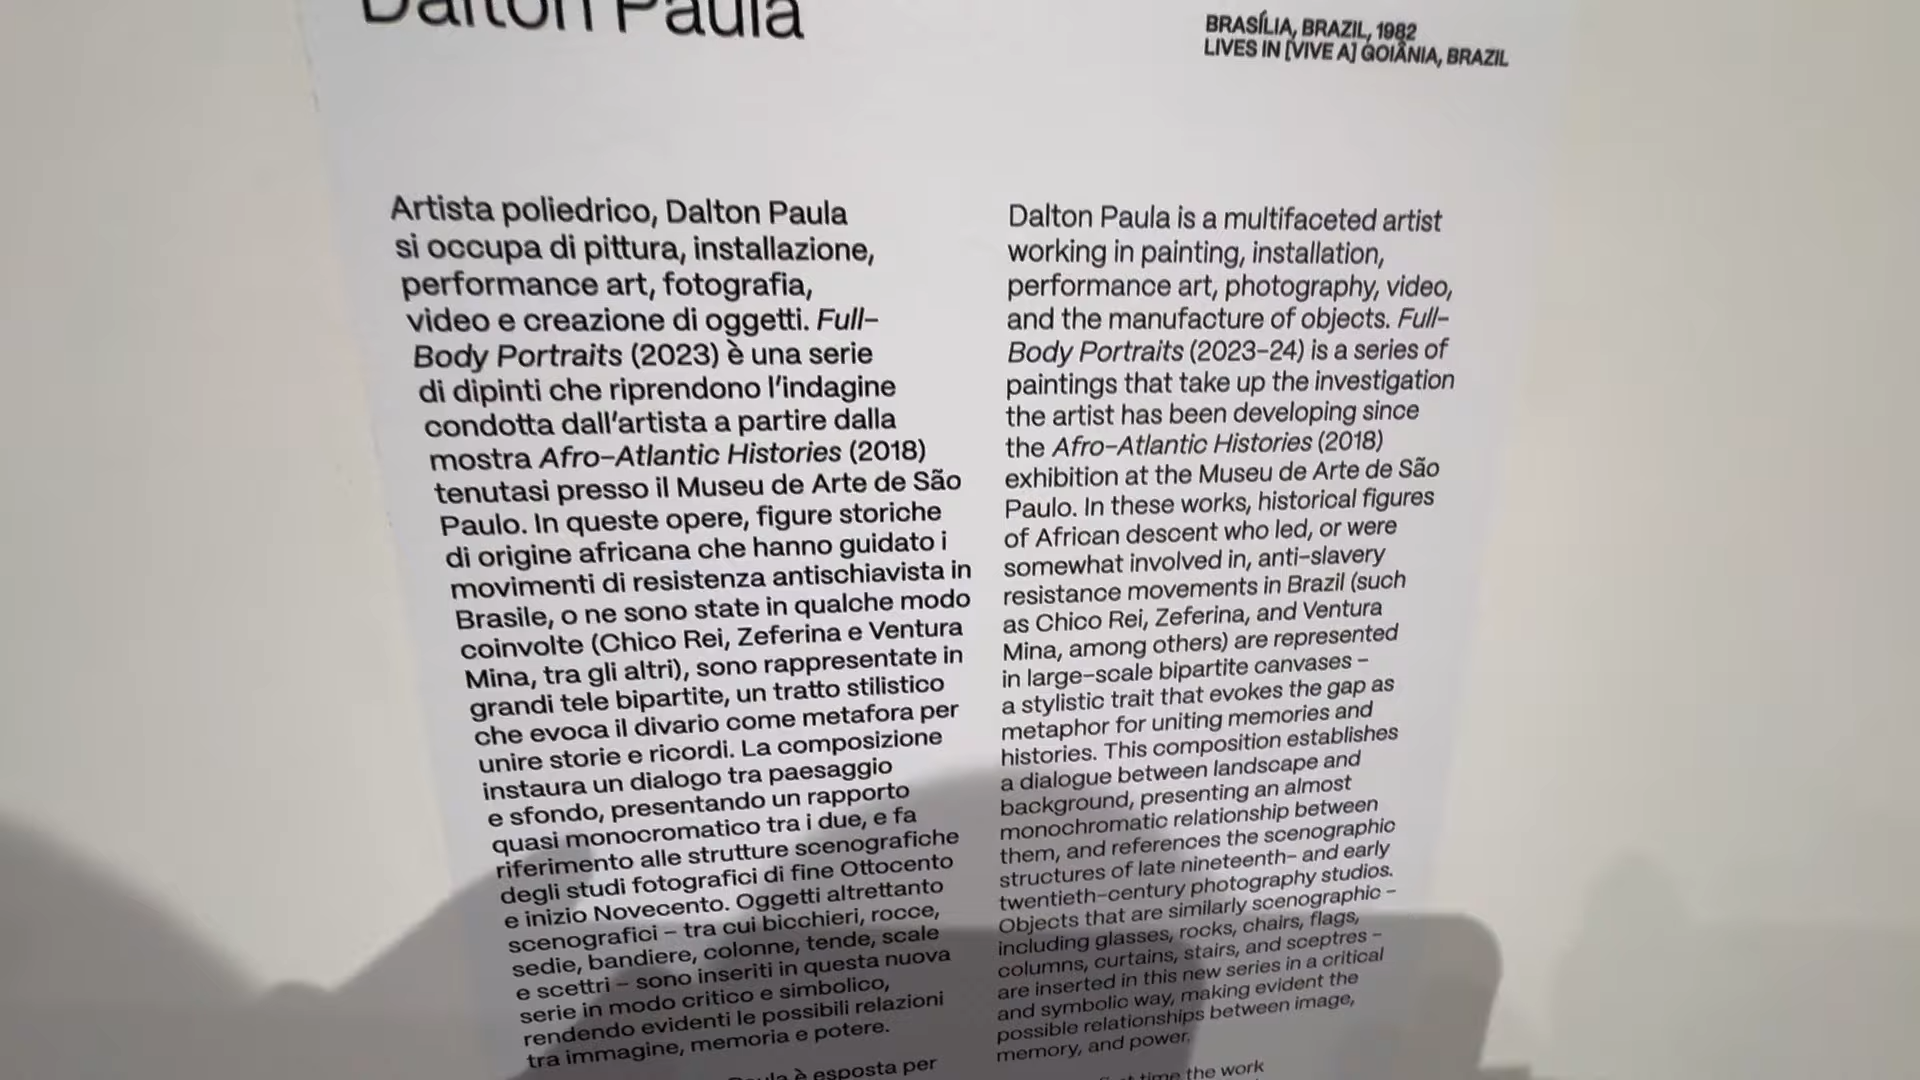 Dalton Paula
BRASÍLIA, BRAZIL, 1982
LIVES IN [VIVE A] GOIÂNIA, BRAZIL
Artista poliedrico, Dalton Paula
si occupa di pittura, installazione,
performance art, fotografia,
video e creazione di oggetti. Full-
Body Portraits (2023) è una serie
di dipinti che riprendono l'indagine
condotta dall'artista a partire dalla
mostra Afro-Atlantic Histories (2018)
tenutasi presso il Museu de Arte de São
Paulo. In queste opere, figure storiche
di origine africana che hanno guidato i
movimenti di resistenza antischiavista in
Brasile, o ne sono state in qualche modo
coinvolte (Chico Rei, Zeferina e Ventura
Mina, tra gli altri), sono rappresentate in
grandi tele bipartite, un tratto stilistico
che evoca il divario come metafora per
unire storie e ricordi. La composizione
instaura un dialogo tra paesaggio
e sfondo, presentando un rapporto
quasi monocromatico tra i due, e fa
riferimento alle strutture scenografiche
degli studi fotografici di fine Ottocento
e inizio Novecento. Oggetti altrettanto
scenografici – tra cui bicchieri, rocce,
sedie, bandiere, colonne, tende, scale
e scettri – sono inseriti in questa nuova
serie in modo critico e simbolico,
rendendo evidenti le possibili relazioni
tra immagine, memoria e potere.
Paula è esposta per
Dalton Paula is a multifaceted artist
working in painting, installation,
performance art, photography, video,
and the manufacture of objects. Full-
Body Portraits (2023–24) is a series of
paintings that take up the investigation
the artist has been developing since
the Afro-Atlantic Histories (2018)
exhibition at the Museu de Arte de São
Paulo. In these works, historical figures
of African descent who led, or were
somewhat involved in, anti-slavery
resistance movements in Brazil (such
as Chico Rei, Zeferina, and Ventura
Mina, among others) are represented
in large-scale bipartite canvases –
a stylistic trait that evokes the gap as
metaphor for uniting memories and
histories. This composition establishes
a dialogue between landscape and
background, presenting an almost
monochromatic relationship between
them, and references the scenographic
structures of late nineteenth- and early
twentieth-century photography studios.
Objects that are similarly scenographic –
including glasses, rocks, chairs, flags,
columns, curtains, stairs, and sceptres –
are inserted in this new series in a critical
and symbolic way, making evident the
possible relationships between image,
memory, and power.
time the work